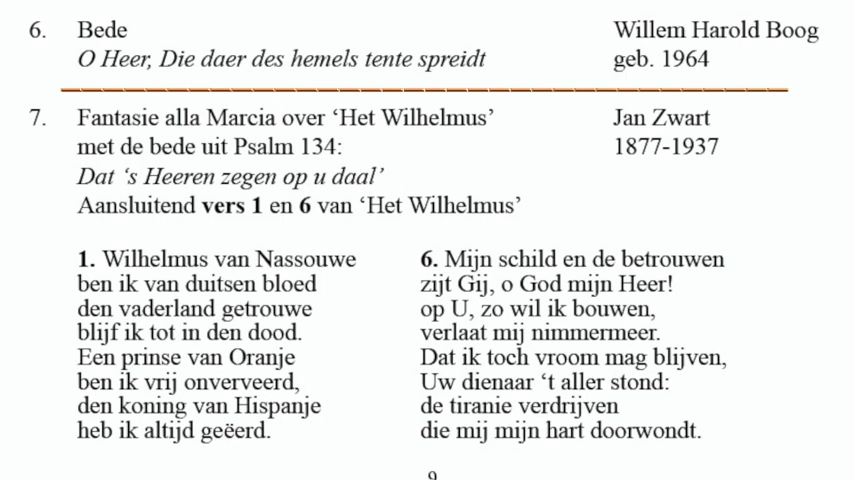 6. Bede Willem Harold Boog
O Heer, Die daer des hemels tente spreidt geb. 1964
7. Fantasie alla Marcia over ‘Het Wilhelmus’ Jan Zwart
met de bede uit Psalm 134: 1877-1937
Dat ‘s Heeren zegen op u daal’
Aansluitend vers 1 en 6 van ‘Het Wilhelmus’
1. Wilhelmus van Nassouwe
ben ik van duitsen bloed
den vaderland getrouwe
blijf ik tot in den dood.
Een prinse van Oranje
ben ik vrij onverveerd,
den koning van Hispanje
heb ik altijd geëerd.
6. Mijn schild en de betrouwen
zijt Gij, o God mijn Heer!
op U, zo wil ik bouwen,
verlaat mij nimmermeer.
Dat ik toch vroom mag blijven,
Uw dienaar ‘t aller stond:
de tiranie verdrijven
die mij mijn hart doorwondt.
9